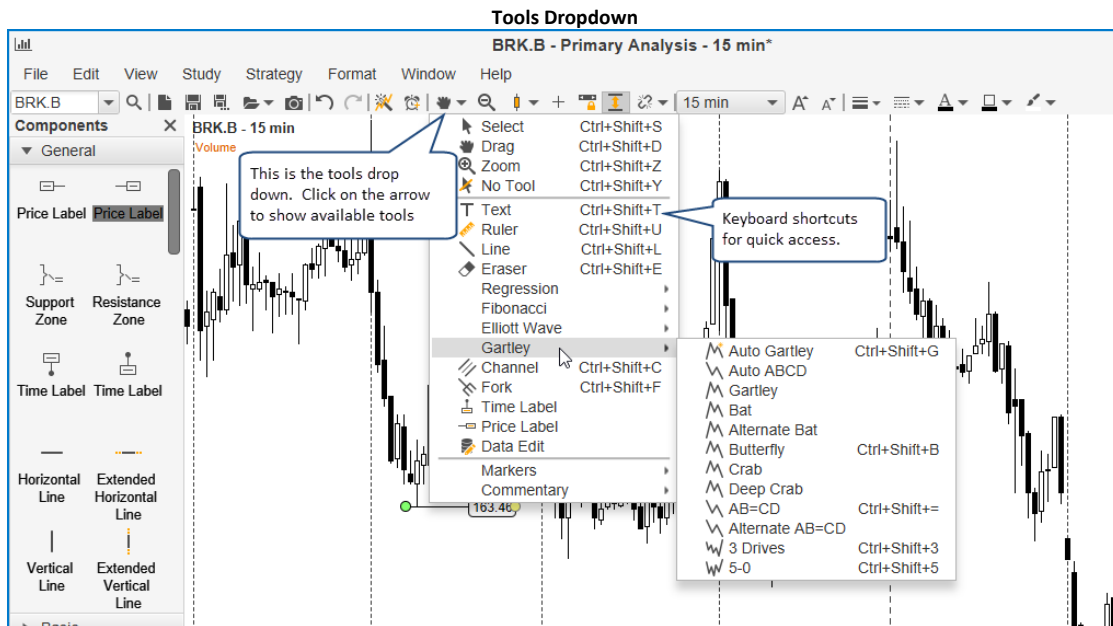 Tools Dropdown
BRK.B - Primary Analysis - 15 min*
File Edit View Study Strategy Format Window Help
BRK.B 15 min A A A
Components
BRK.B - 15 min
Volume
General
Price Label Price Label
Support Zone
Resistance Zone
Time Label Time Label
Horizontal Line
Extended Horizontal Line
Vertical Line
Extended Vertical Line
This is the tools drop
down. Click on the arrow
to show available tools
Select Ctrl+Shift+S
Drag Ctrl+Shift+D
Zoom Ctrl+Shift+Z
No Tool Ctrl+Shift+Y
Text Ctrl+Shift+T
Ruler Ctrl+Shift+U
Line Ctrl+Shift+L
Eraser Ctrl+Shift+E
Regression
Fibonacci
Elliott Wave
Gartley
Channel Ctrl+Shift+C
Fork Ctrl+Shift+F
Time Label
Price Label
Data Edit
Markers
Commentary
163.46
Keyboard shortcuts
for quick access.
Auto Gartley Ctrl+Shift+G
Auto ABCD
Gartley
Bat
Alternate Bat
Butterfly Ctrl+Shift+B
Crab
Deep Crab
AB=CD Ctrl+Shift+=
Alternate AB=CD
3 Drives Ctrl+Shift+3
5-0 Ctrl+Shift+5